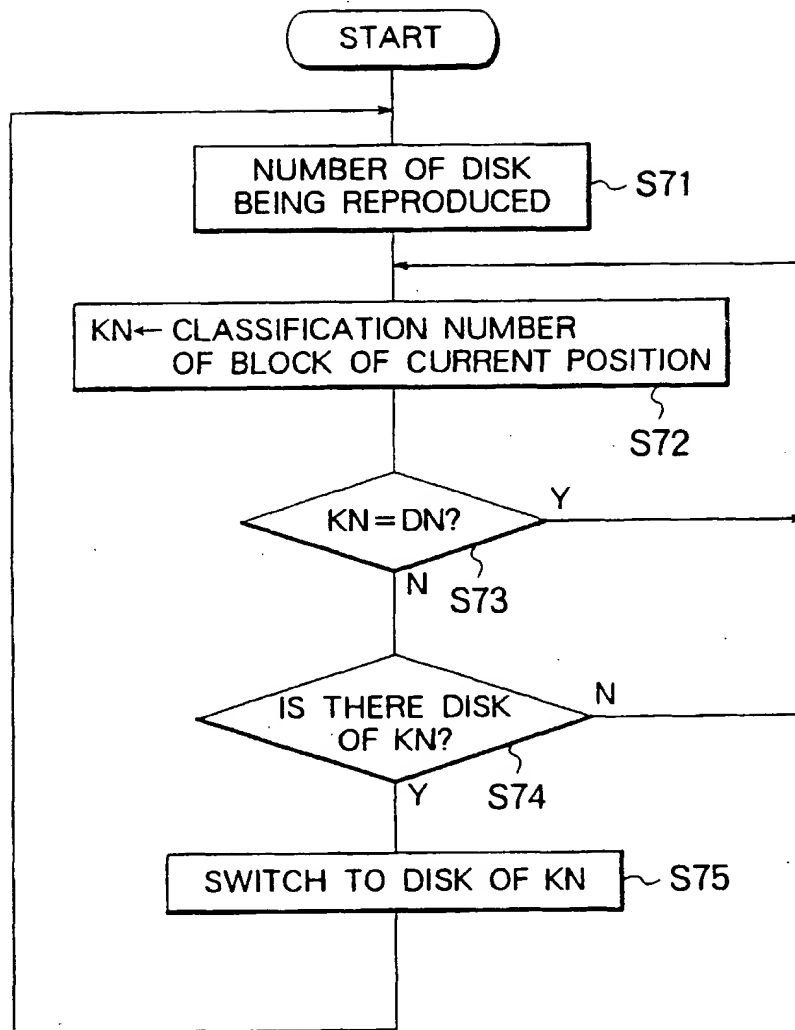 START
NUMBER OF DISK
BEING REPRODUCED
S71
KN← CLASSIFICATION NUMBER
OF BLOCK OF CURRENT POSITION
S72
KN=DN?
Y
N
S73
IS THERE DISK
OF KN?
N
Y
S74
SWITCH TO DISK OF KN
S75